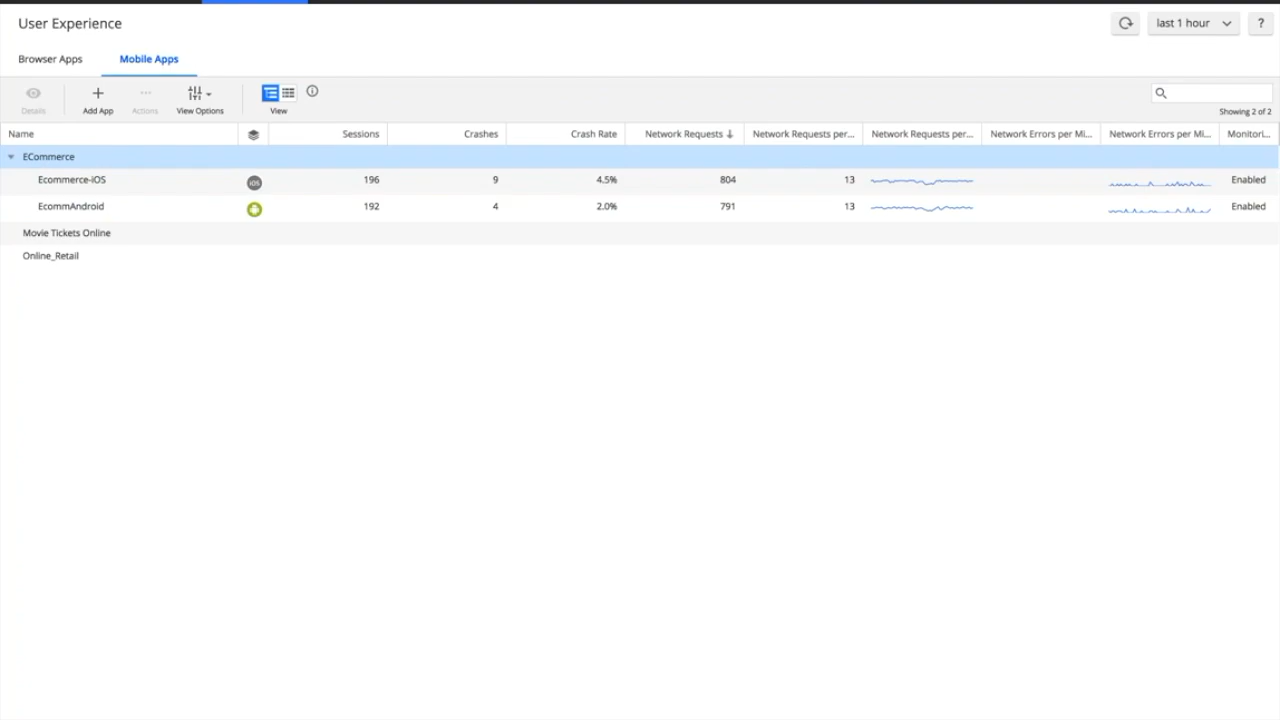 User Experience
last 1 hour
?
Browser Apps
Mobile Apps
Details
Add App
Actions
View Options
View
Showing 2 of 2
Name Sessions Crashes Crash Rate Network Requests Network Requests per... Network Requests per... Network Errors per Mi... Network Errors per Mi... Monitori...
ECommerce
Ecommerce-iOS iOS 196 9 4.5% 804 13 Enabled
EcommAndroid 192 4 2.0% 791 13 Enabled
Movie Tickets Online
Online_Retail